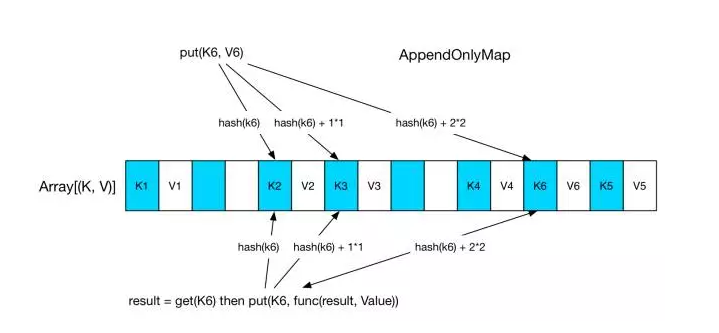 put(K6, V6)
AppendOnlyMap
hash(k6)
hash(k6) + 1*1
hash(k6) + 2*2
Array[(K, V)]
K1 V1 K2 V2 K3 V3 K4 V4 K6 V6 K5 V5
hash(k6)
hash(k6) + 1*1
hash(k6) + 2*2
result = get(K6) then put(K6, func(result, Value))